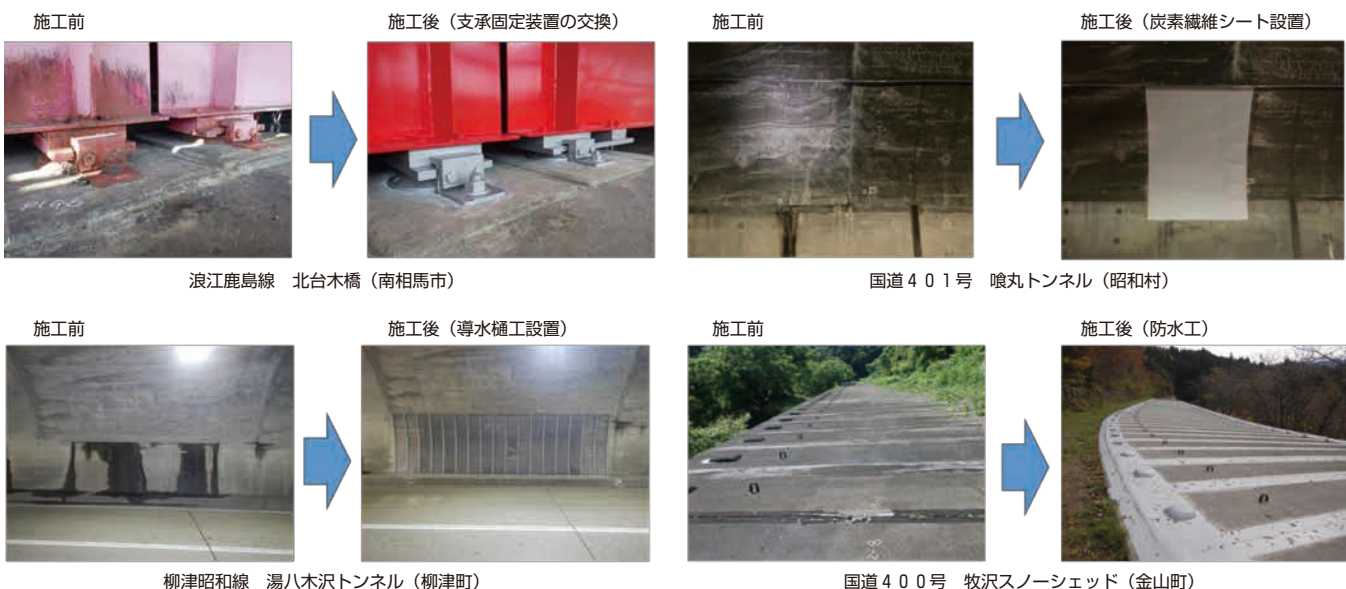 施工前
施工後（支承固定装置の交換）
施工前
施工後（炭素繊維シート設置）
浪江鹿島線　北台木橋（南相馬市）
国道４０１号　喰丸トンネル（昭和村）
施工前
施工後（導水樋工設置）
施工前
施工後（防水工）
柳津昭和線　湯八木沢トンネル（柳津町）
国道４００号　牧沢スノーシェッド（金山町）